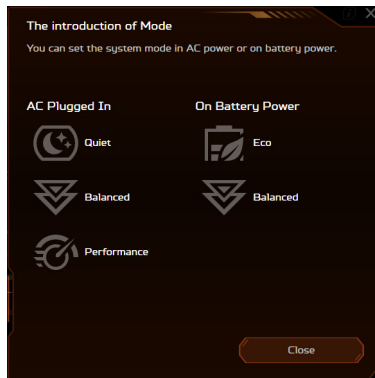 The introduction of Mode
You can set the system mode in AC power or on battery power.
AC Plugged In
On Battery Power
Quiet
Eco
Balanced
Balanced
Performance
Close